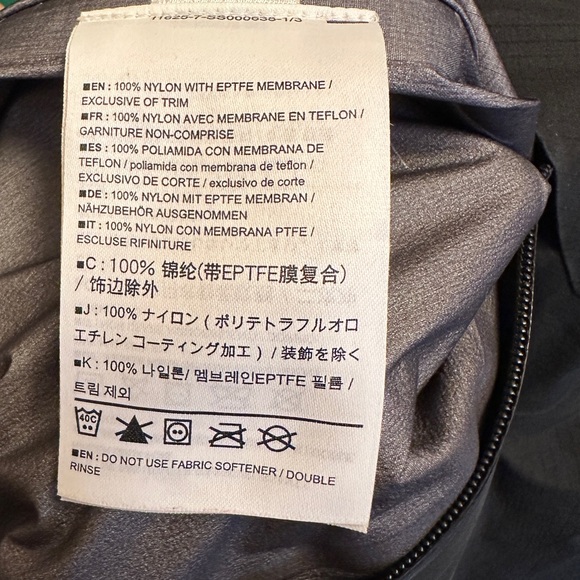 11625-7-SS000636-1/3
■EN : 100% NYLON WITH EPTFE MEMBRANE /
EXCLUSIVE OF TRIM
■FR : 100% NYLON AVEC MEMBRANE EN TEFLON /
GARNITURE NON-COMPRISE
■ES : 100% POLIAMIDA CON MEMBRANA DE
TEFLON / poliamida con membrana de teflon /
EXCLUSIVO DE CORTE / exclusivo de corte
■DE : 100% NYLON MIT EPTFE MEMBRAN /
NÄHZUBEHÖR AUSGENOMMEN
■IT : 100% NYLON CON MEMBRANA PTFE /
ESCLUSE RIFINITURE
■C : 100% 锦纶(带EPTFE膜复合)
/ 饰边除外
■J : 100% ナイロン ( ポリテトラフルオロ
エチレン コーティング加工 ) / 装飾を除く
■K : 100% 나일론/ 멤브레인EPTFE 필름 /
트림 제외
40C
■EN : DO NOT USE FABRIC SOFTENER / DOUBLE
RINSE